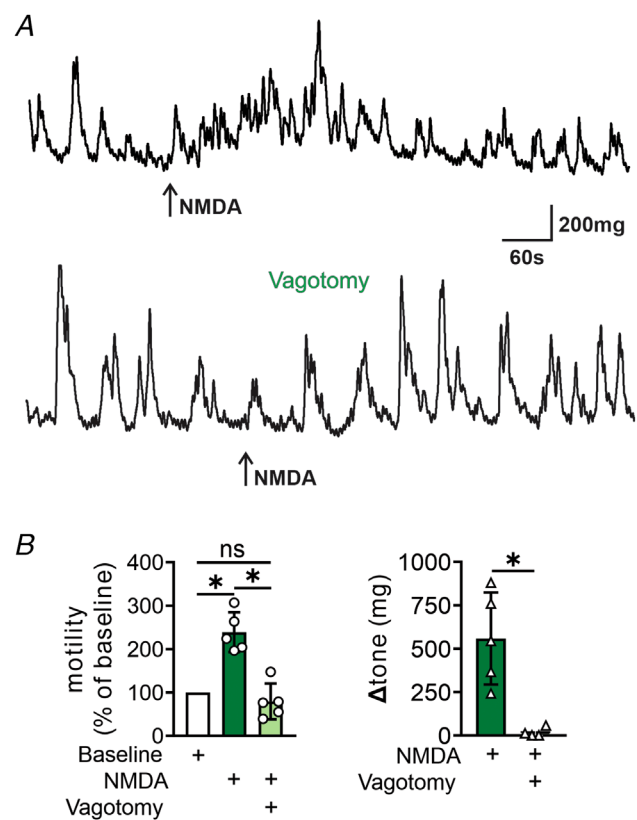 A
NMDA
200mg
60s
Vagotomy
NMDA
B
ns
* *
400
300
200
100
0
motility
(% of baseline)
Baseline +
NMDA + +
Vagotomy +
*
1000
750
500
250
0
Δtone (mg)
NMDA + +
Vagotomy +